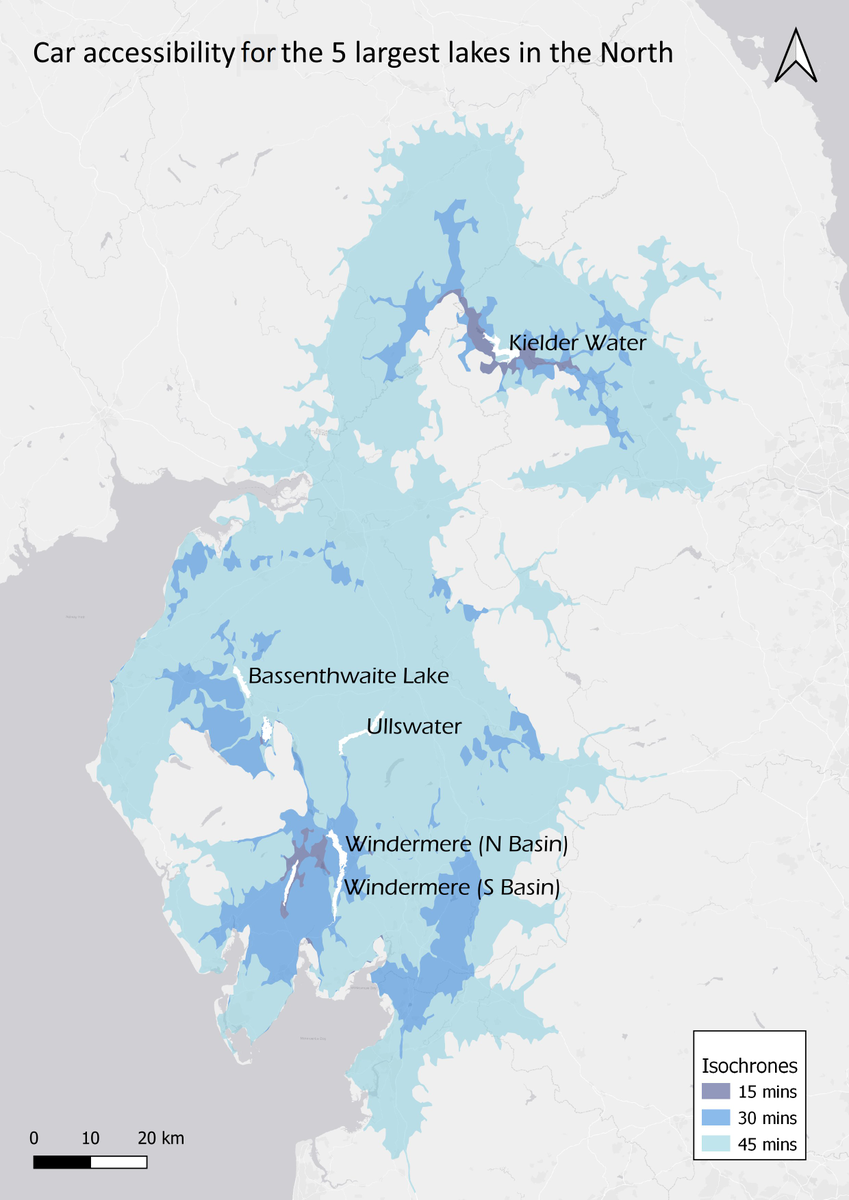 Car accessibility for the 5 largest lakes in the North
Kielder Water
Bassenthwaite Lake
Ullswater
Windermere (N Basin)
Windermere (S Basin)
Isochrones
15 mins
30 mins
45 mins
0 10 20 km